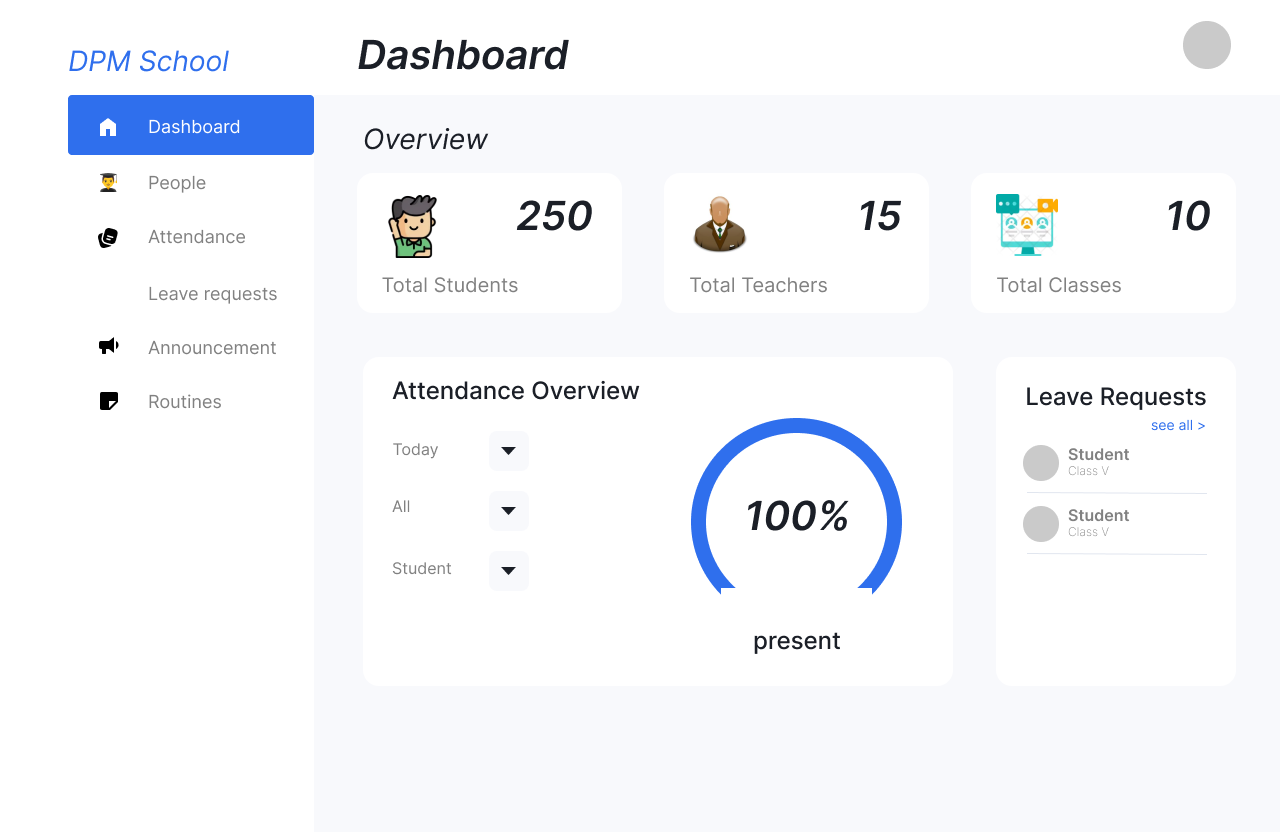 DPM School
Dashboard
Dashboard
People
Attendance
Leave requests
Announcement
Routines
Overview
250
Total Students
15
Total Teachers
10
Total Classes
Attendance Overview
Today
All
Student
100%
present
Leave Requests
see all >
Student
Class V
Student
Class V